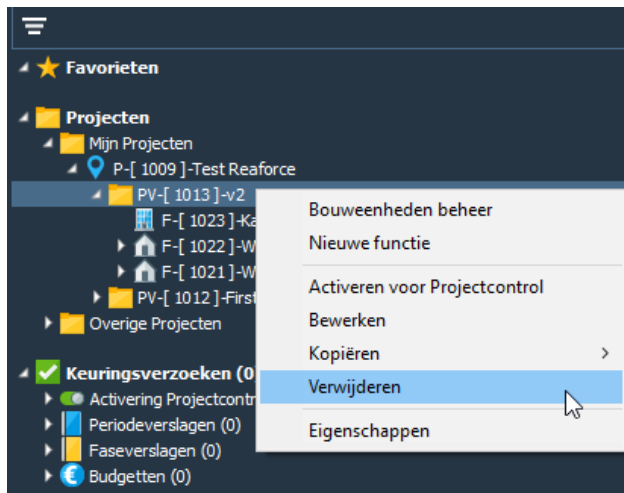 Favorieten
Projecten
Mijn Projecten
P-[ 1009 ]-Test Reaforce
PV-[ 1013 ]-v2
F-[ 1023 ]-Ka
F-[ 1022 ]-W
F-[ 1021 ]-W
PV-[ 1012 ]-First
Overige Projecten
Keuringsverzoeken (0
Activering Projectcontr
Periodeverslagen (0)
Faseverslagen (0)
Budgetten (0)
Bouweenheden beheer
Nieuwe functie
Activeren voor Projectcontrol
Bewerken
Kopiëren
Verwijderen
Eigenschappen